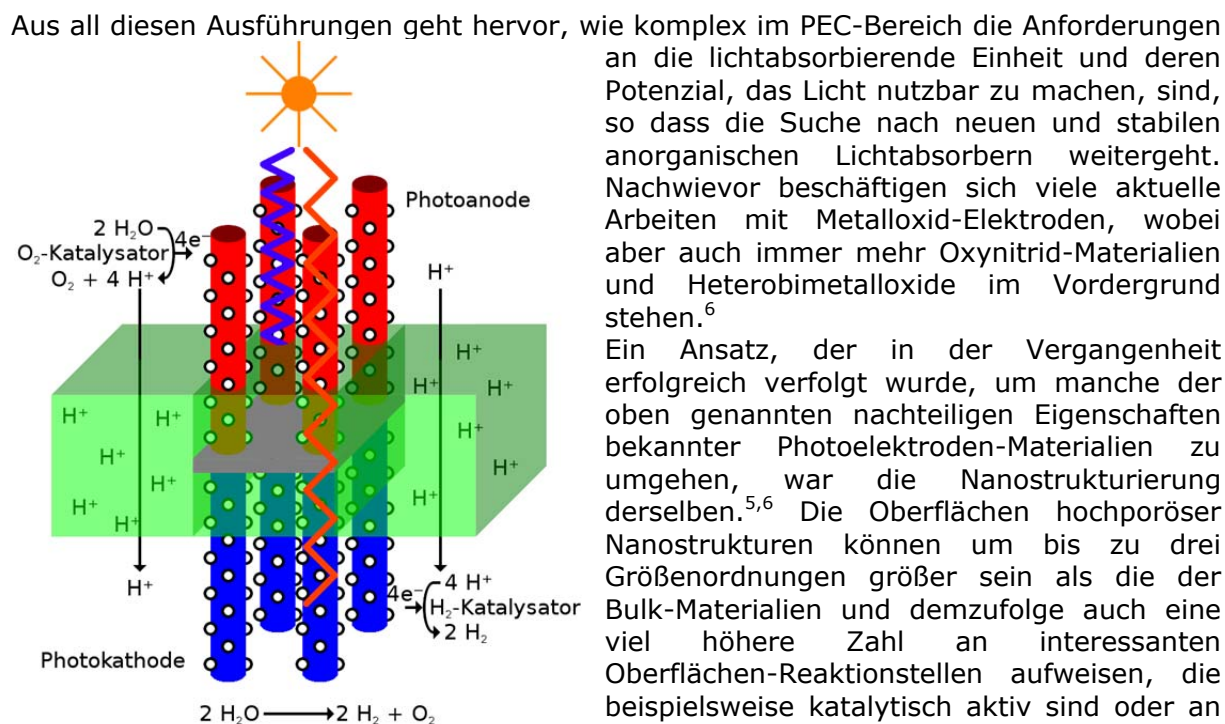 Aus all diesen Ausführungen geht hervor, wie komplex im PEC-Bereich die Anforderungen
an die lichtabsorbierende Einheit und deren
Potenzial, das Licht nutzbar zu machen, sind,
so dass die Suche nach neuen und stabilen
anorganischen Lichtabsorbern weitergeht.
Nachwievor beschäftigen sich viele aktuelle
Arbeiten mit Metalloxid-Elektroden, wobei
aber auch immer mehr Oxynitrid-Materialien
und Heterobimetalloxide im Vordergrund
stehen.⁶
Ein Ansatz, der in der Vergangenheit
erfolgreich verfolgt wurde, um manche der
oben genannten nachteiligen Eigenschaften
bekannter Photoelektroden-Materialien zu
umgehen, war die Nanostrukturierung
derselben.⁵,⁶ Die Oberflächen hochporöser
Nanostrukturen können um bis zu drei
Größenordnungen größer sein als die der
Bulk-Materialien und demzufolge auch eine
viel höhere Zahl an interessanten
Oberflächen-Reaktionstellen aufweisen, die
beispielsweise katalytisch aktiv sind oder an
Photoanode
2 H₂O
4e⁻
O₂-Katalysator
O₂ + 4 H⁺
H⁺
H⁺
H⁺
H⁺
H⁺
H⁺
H⁺
H⁺
H⁺
H⁺
H⁺
H⁺
H⁺
H⁺
4 H⁺
4e⁻
H₂-Katalysator
2 H₂
Photokathode
2 H₂O ⟶ 2 H₂ + O₂